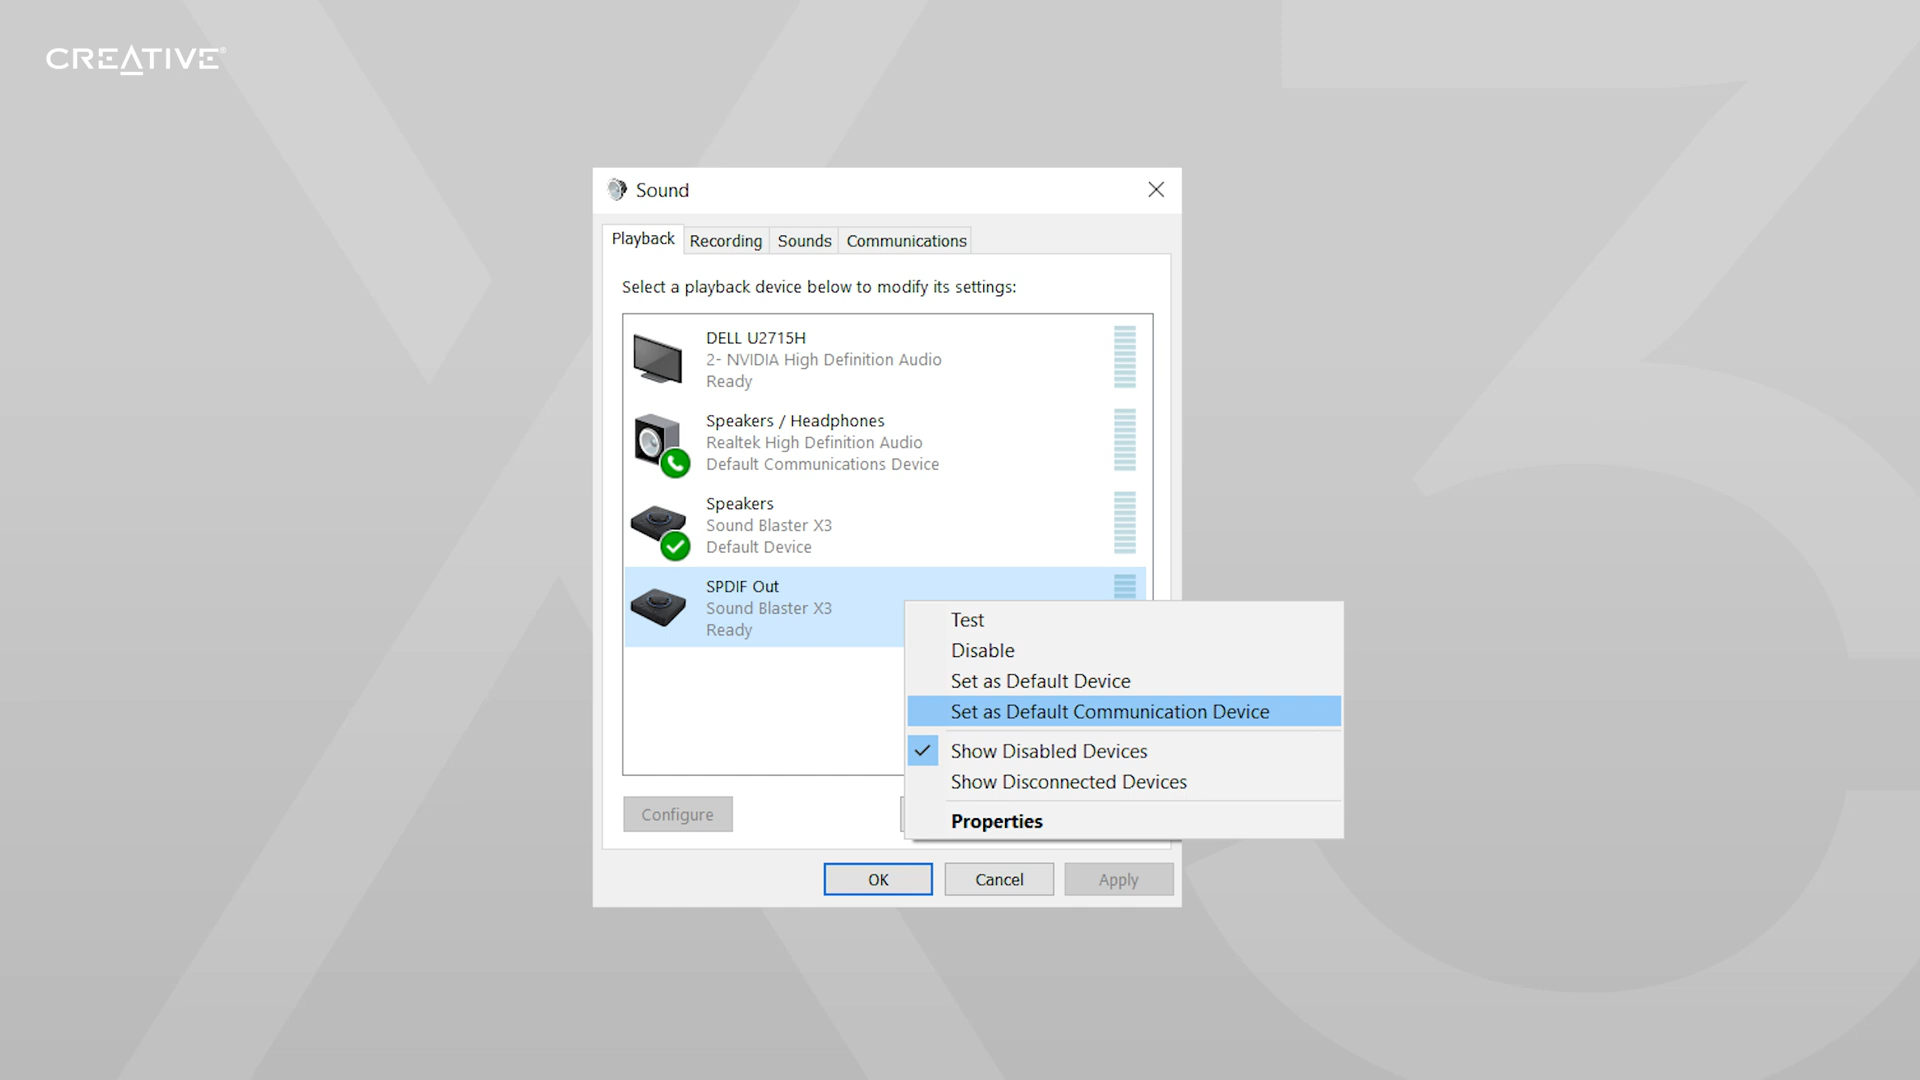 CREATIVE®
Sound
Playback
Recording
Sounds
Communications
Select a playback device below to modify its settings:
DELL U2715H
2- NVIDIA High Definition Audio
Ready
Speakers / Headphones
Realtek High Definition Audio
Default Communications Device
Speakers
Sound Blaster X3
Default Device
SPDIF Out
Sound Blaster X3
Ready
Test
Disable
Set as Default Device
Set as Default Communication Device
Show Disabled Devices
Show Disconnected Devices
Properties
Configure
OK
Cancel
Apply
X3